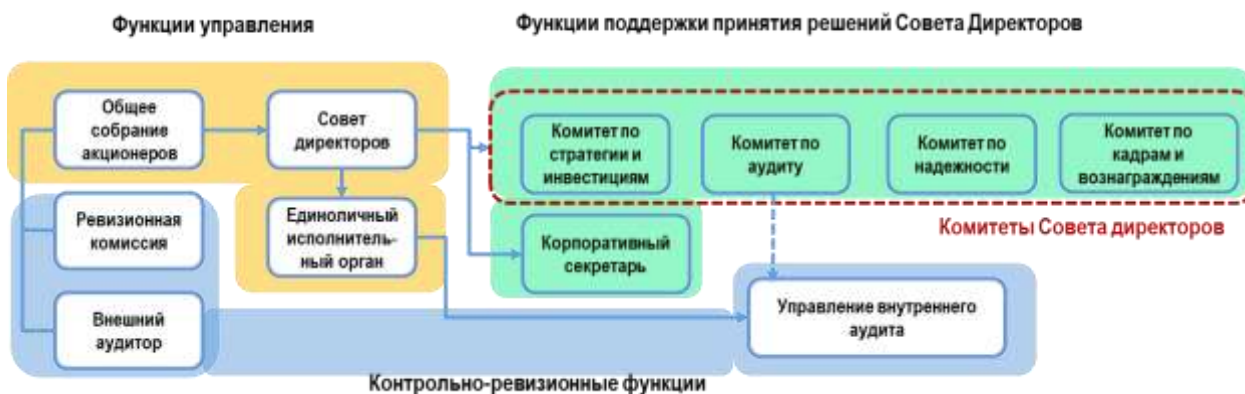 Функции управления
Функции поддержки принятия решений Совета Директоров
Общее
собрание
акционеров
Совет
директоров
Комитет по
стратегии и
инвестициям
Комитет по
аудиту
Комитет по
надежности
Комитет по
кадрам и
вознаграждениям
Ревизионная
комиссия
Единоличный
исполнитель-
ный орган
Комитеты Совета директоров
Корпоративный
секретарь
Внешний
аудитор
Управление внутреннего
аудита
Контрольно-ревизионные функции